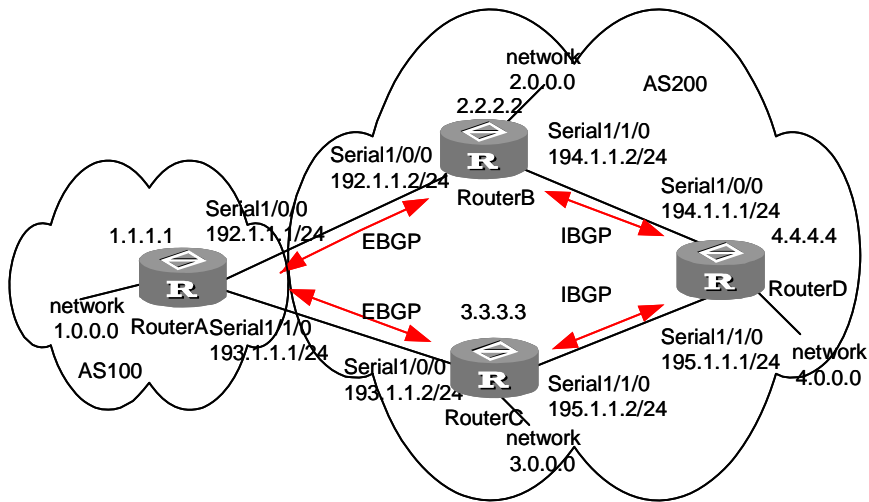 network
2.0.0.0
AS200
2.2.2.2
Serial1/1/0
194.1.1.2/24
Serial1/0/0
192.1.1.2/24
R
RouterB
Serial1/0/0
194.1.1.1/24
Serial1/0/0
192.1.1.1/24
1.1.1.1
EBGP
IBGP
4.4.4.4
R
R
RouterD
network
1.0.0.0
RouterA
EBGP
IBGP
3.3.3.3
Serial1/1/0
193.1.1.1/24
AS100
Serial1/1/0
195.1.1.1/24
network
4.0.0.0
Serial1/0/0
193.1.1.2/24
R
RouterC
Serial1/1/0
195.1.1.2/24
network
3.0.0.0